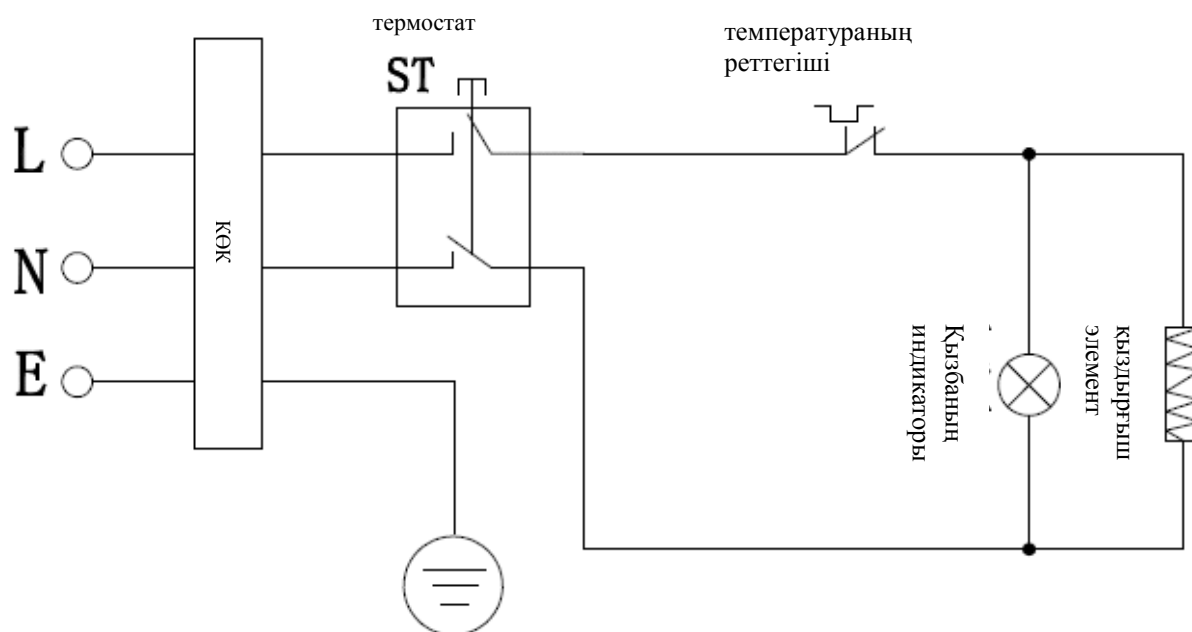 термостат
температураның
реттегіші
ST
L
N
E
КӨК
Қызбаның
индикаторы
қыздырғыш
элемент